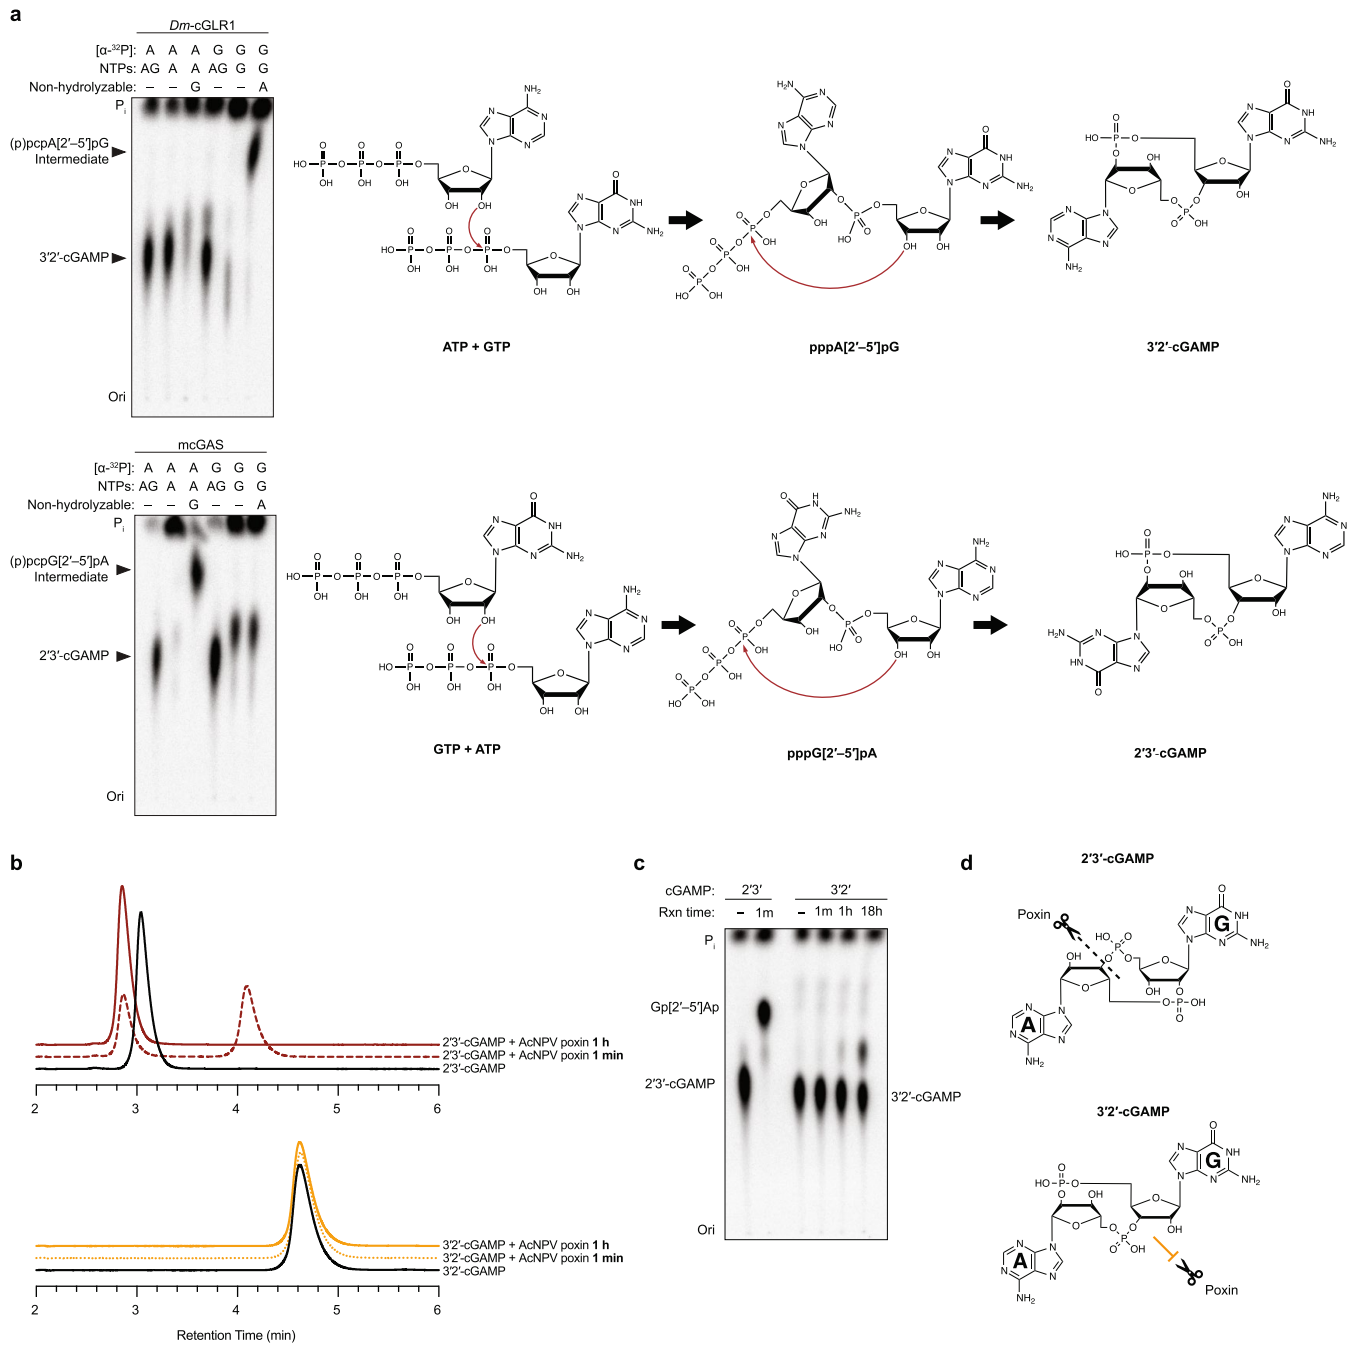 a
Dm-cGLR1
[α-³²P]: A A A G G G
NTPs: AG A A AG G G
Non-hydrolyzable: – – G – – A
Pi
(p)pcpA[2′–5′]pG
Intermediate
3′2′-cGAMP
Ori
ATP + GTP
pppA[2′–5′]pG
3′2′-cGAMP
mcGAS
[α-³²P]: A A A G G G
NTPs: AG A A AG G G
Non-hydrolyzable: – – G – – A
Pi
(p)pcpG[2′–5′]pA
Intermediate
2′3′-cGAMP
Ori
GTP + ATP
pppG[2′–5′]pA
2′3′-cGAMP
b
2′3′-cGAMP + AcNPV poxin 1 h
2′3′-cGAMP + AcNPV poxin 1 min
2′3′-cGAMP
2 3 4 5 6
3′2′-cGAMP + AcNPV poxin 1 h
3′2′-cGAMP + AcNPV poxin 1 min
3′2′-cGAMP
2 3 4 5 6
Retention Time (min)
c
cGAMP: 2′3′ 3′2′
Rxn time: – 1m – 1m 1h 18h
Pi
Gp[2′–5′]Ap
2′3′-cGAMP
3′2′-cGAMP
Ori
d
2′3′-cGAMP
Poxin
G
A
3′2′-cGAMP
G
A
Poxin